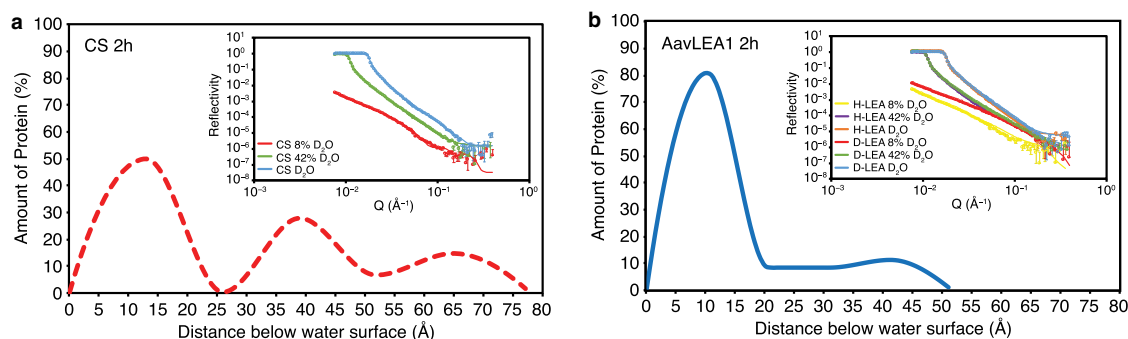 a
CS 2h
Amount of Protein (%)
100
90
80
70
60
50
40
30
20
10
0
0 5 10 15 20 25 30 35 40 45 50 55 60 65 70 75 80
Distance below water surface (Å)
Reflectivity
10¹
10⁰
10⁻¹
10⁻²
10⁻³
10⁻⁴
10⁻⁵
10⁻⁶
10⁻⁷
10⁻⁸
CS 8% D₂O
CS 42% D₂O
CS D₂O
10⁻³ 10⁻² 10⁻¹ 10⁰
Q (Å⁻¹)
b
AavLEA1 2h
Amount of Protein (%)
100
90
80
70
60
50
40
30
20
10
0
0 5 10 15 20 25 30 35 40 45 50 55 60 65 70 75 80
Distance below water surface (Å)
Reflectivity
10¹
10⁰
10⁻¹
10⁻²
10⁻³
10⁻⁴
10⁻⁵
10⁻⁶
10⁻⁷
10⁻⁸
H-LEA 8% D₂O
H-LEA 42% D₂O
H-LEA D₂O
D-LEA 8% D₂O
D-LEA 42% D₂O
D-LEA D₂O
10⁻³ 10⁻² 10⁻¹ 10⁰
Q (Å⁻¹)